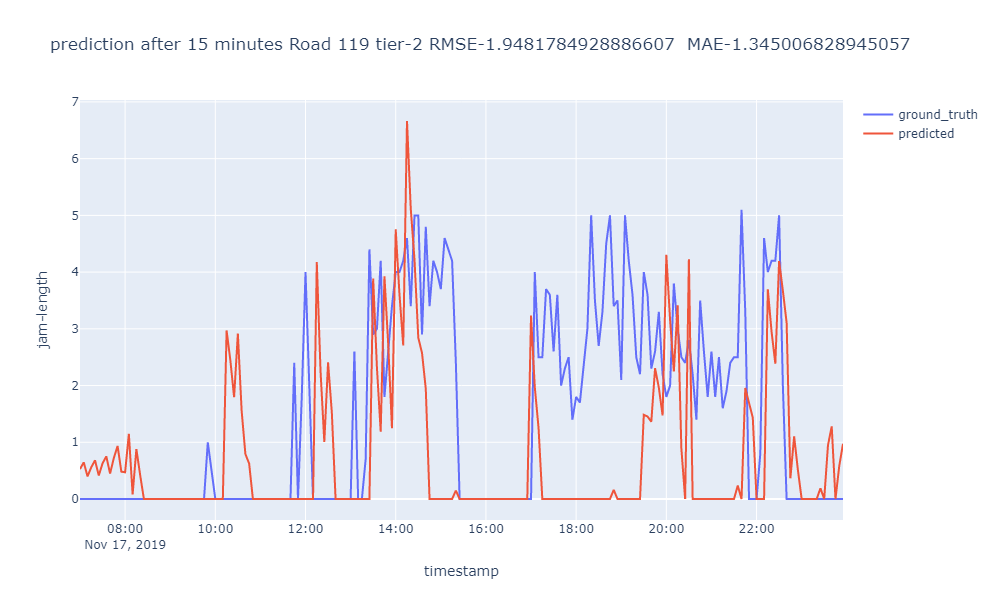 prediction after 15 minutes Road 119 tier-2 RMSE-1.9481784928886607  MAE-1.345006828945057
ground_truth
predicted
jam-length
7
6
5
4
3
2
1
0
08:00 10:00 12:00 14:00 16:00 18:00 20:00 22:00
Nov 17, 2019
timestamp